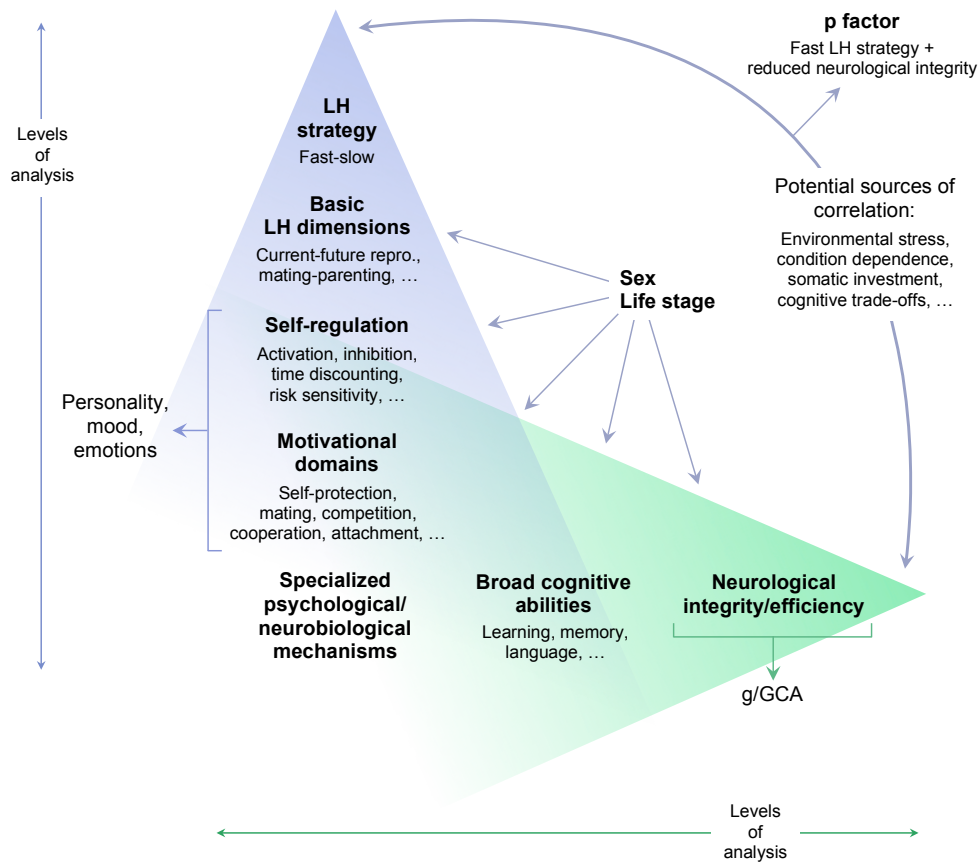 p factor
Fast LH strategy +
reduced neurological integrity
Levels
of
analysis
LH
strategy
Fast-slow
Basic
LH dimensions
Current-future repro.,
mating-parenting, …
Potential sources of
correlation:
Environmental stress,
condition dependence,
somatic investment,
cognitive trade-offs, …
Sex
Life stage
Self-regulation
Activation, inhibition,
time discounting,
risk sensitivity, …
Personality,
mood,
emotions
Motivational
domains
Self-protection,
mating, competition,
cooperation, attachment, …
Specialized
psychological/
neurobiological
mechanisms
Broad cognitive
abilities
Learning, memory,
language, …
Neurological
integrity/efficiency
g/GCA
Levels
of
analysis